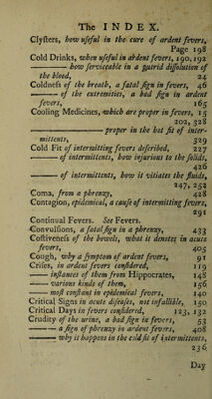 The INDEX.
Clyſters, how uſeful in the cure of ardent fevers,
Page 198
Cold Drinks, when uſeful in ardent fevers, 190, 192
——— how ſerviceable in a putrid diſſolution of
the blood, 24
Coldneſs of the breath, a fatal ſign in fevers, 46
——— of the extremities, a bad ſign in ardent
fevers, 165
Cooling Medicines, which are proper in fevers, 15
202, 328
——— proper in the hot fit of inter-
mittents, 329
Cold Fit of intermitting fevers deſcribed, 227
——— of intermittents, how injurious to the ſolids,
426
——— of intermittents, how it vitiates the fluids,
247, 252
Coma, from a phrenzy, 428
Contagion, epidemical, a cauſe of intermitting fevers,
291
Continual Fevers. See Fevers.
Convulſions, a fatal ſign in a phrenzy, 433
Coſtiveneſs of the bowels, what it denotes in acute
fevers, 405
Cough, why a ſymptom of ardent fevers, 91
Criſes, in ardent fevers conſidered, 119
——— inſtances of them from Hippocrates, 148
——— various kinds of them, 156
——— moſt conſtant in epidemical fevers, 140
Critical Signs in acute diſeaſes, not infallible, 150
Critical Days in fevers conſidered, 123, 132
Crudity of the urine, a bad ſign in fevers, 53
——— a ſign of phrenzy in ardent fevers, 408
——— why it happens in the cold fit of intermittents,
236
Day